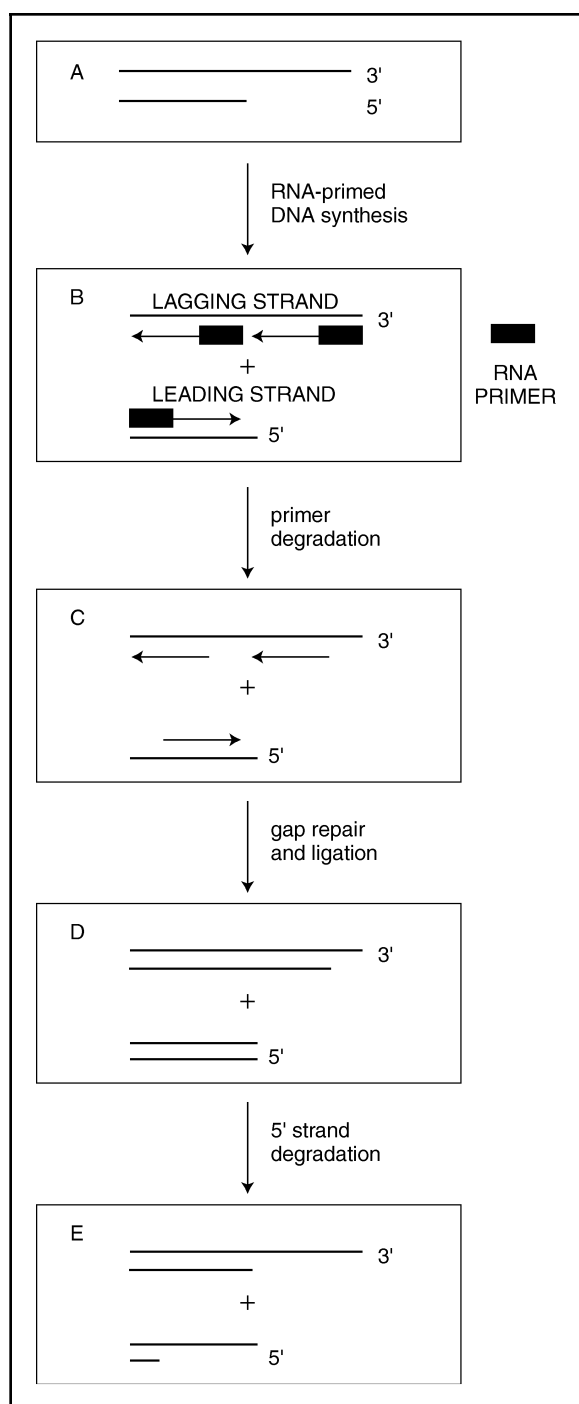 A
3'
5'
RNA-primed
DNA synthesis
B
LAGGING STRAND
3'
+
LEADING STRAND
5'
RNA
PRIMER
primer
degradation
C
3'
+
5'
gap repair
and ligation
D
3'
+
5'
5' strand
degradation
E
3'
+
5'